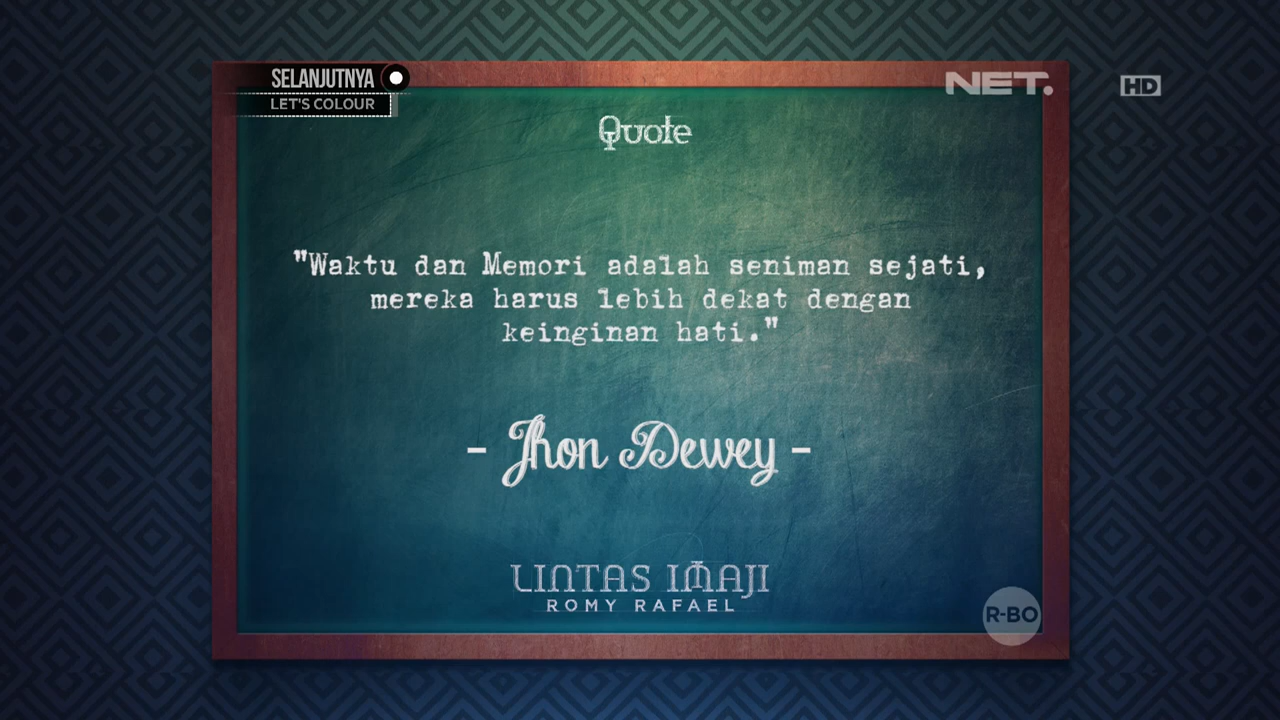 SELANJUTNYA
LET'S COLOUR
NET.
HD
Quote
"Waktu dan Memori adalah seniman sejati,
mereka harus lebih dekat dengan
keinginan hati."
- Jhon Dewey -
LINTAS IMAJI
ROMY RAFAEL
R-BO